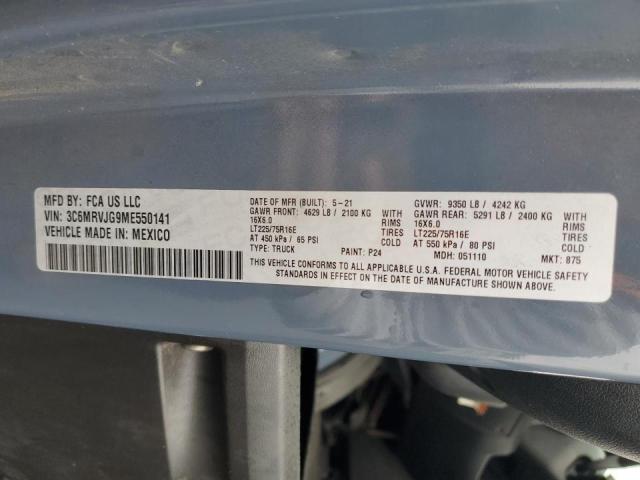 MFD BY: FCA US LLC
VIN: 3C6MRVJG9ME550141
VEHICLE MADE IN: MEXICO
DATE OF MFR (BUILT): 5-21
GAWR FRONT: 4629 LB / 2100 KG
16X6.0
LT225/75R16E
AT 450 kPa / 65 PSI
TYPE: TRUCK
WITH
RIMS
TIRES
COLD
PAINT: P24
GVWR: 9350 LB / 4242 KG
GAWR REAR: 5291 LB / 2400 KG
16X6.0
LT225/75R16E
AT 550 kPa / 80 PSI
MDH: 051110
WITH
RIMS
TIRES
COLD
MKT: 875
THIS VEHICLE CONFORMS TO ALL APPLICABLE U.S.A. FEDERAL MOTOR VEHICLE SAFETY
STANDARDS IN EFFECT ON THE DATE OF MANUFACTURE SHOWN ABOVE.